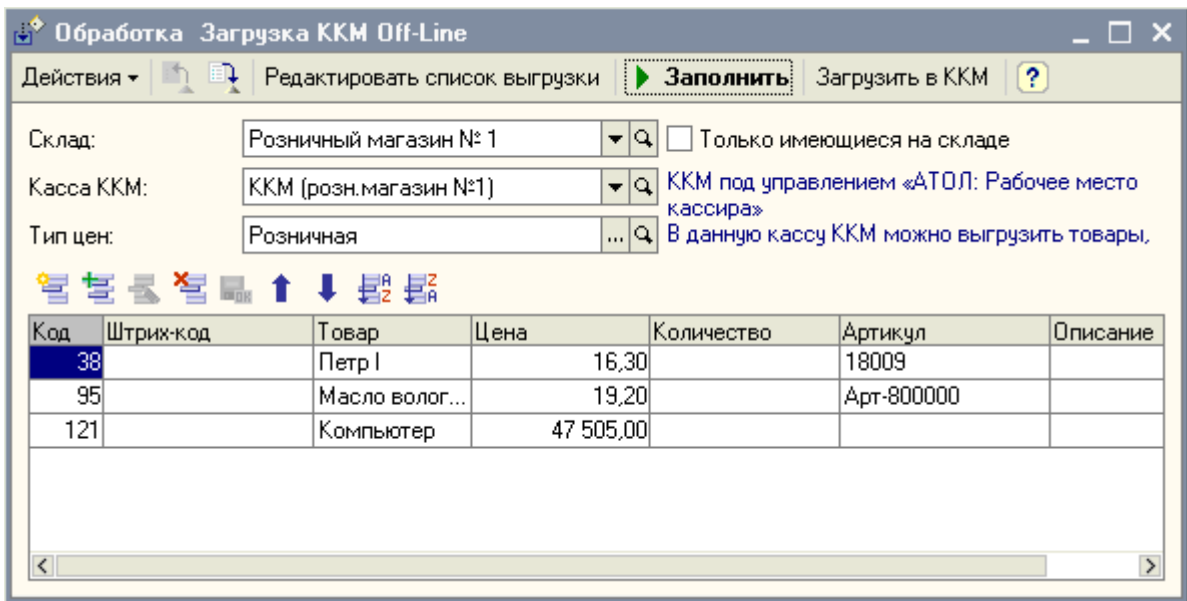 Обработка Загрузка ККМ Off-Line
Действия Редактировать список выгрузки Заполнить Загрузить в ККМ ?
Склад: Розничный магазин № 1 Только имеющиеся на складе
Касса ККМ: ККМ (розн.магазин №1) ККМ под управлением «АТОЛ: Рабочее место
кассира»
Тип цен: Розничная ... В данную кассу ККМ можно выгрузить товары,
Код Штрих-код Товар Цена Количество Артикул Описание
38 Петр I 16,30 18009
95 Масло волог... 19,20 Арт-800000
121 Компьютер 47 505,00